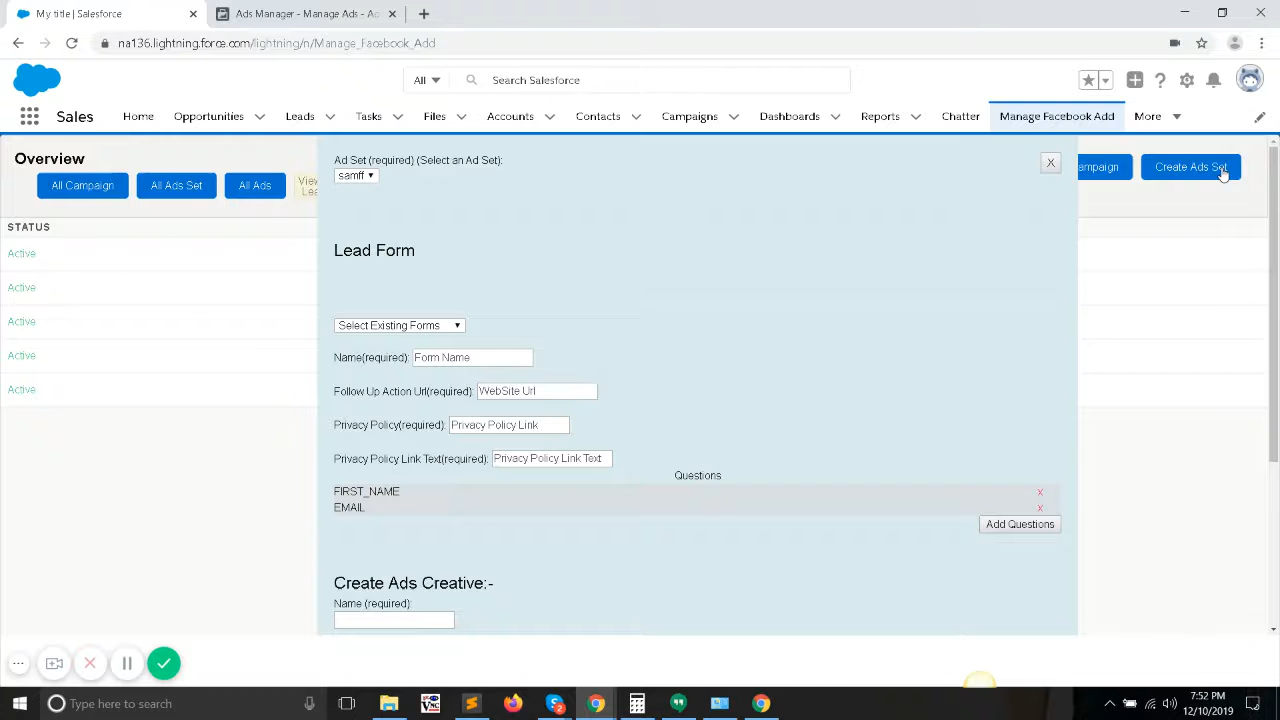 My title | Salesforce
Ads Manager - Manage Ads - Ad
na136.lightning.force.com/lightning/n/Manage_Facebook_Add
All
Search Salesforce
Sales
Home
Opportunities
Leads
Tasks
Files
Accounts
Contacts
Campaigns
Dashboards
Reports
Chatter
Manage Facebook Add
More
Overview
All Campaign
All Ads Set
All Ads
View
Lea
ampaign
Create Ads Set
STATUS
Active
Active
Active
Active
Active
Ad Set (required) (Select an Ad Set):
X
samff
Lead Form
Select Existing Forms
Name(required): Form Name
Follow Up Action Url(required): WebSite Url
Privacy Policy(required): Privacy Policy Link
Privacy Policy Link Text(required): Privacy Policy Link Text
Questions
FIRST_NAME x
EMAIL x
Add Questions
Create Ads Creative:-
Name (required):
Type here to search
7:52 PM
12/10/2019